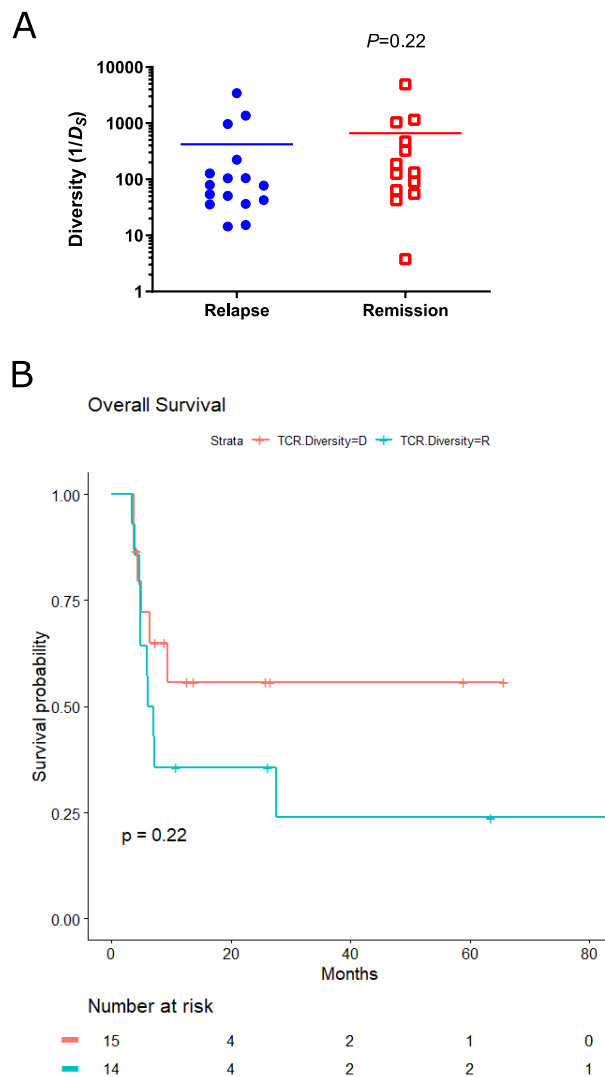 A
P=0.22
Diversity (1/DS)
10000
1000
100
10
1
Relapse
Remission
B
Overall Survival
Strata TCR.Diversity=D TCR.Diversity=R
Survival probability
1.00
0.75
0.50
0.25
0.00
p = 0.22
0 20 40 60 80
Months
Number at risk
15 4 2 1 0
14 4 2 2 1